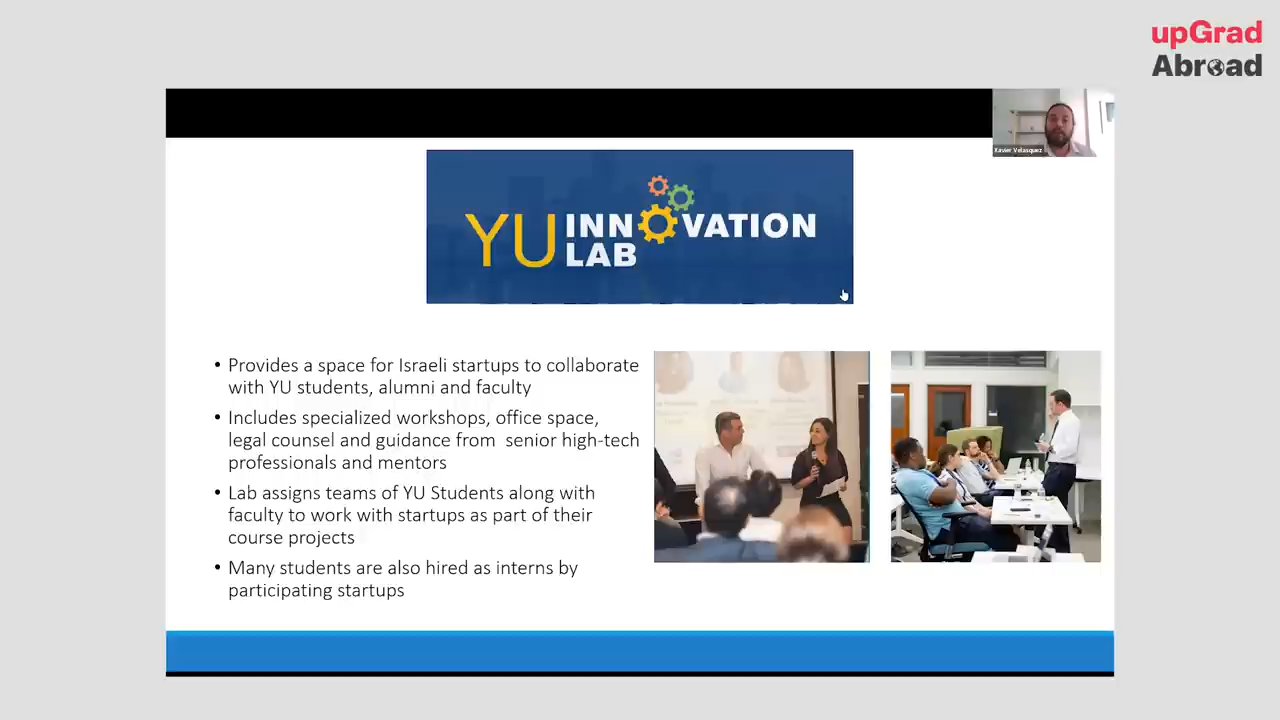 upGrad
Abroad
Xavier Velasquez
YU INNOVATION
LAB
• Provides a space for Israeli startups to collaborate
with YU students, alumni and faculty
• Includes specialized workshops, office space,
legal counsel and guidance from senior high-tech
professionals and mentors
• Lab assigns teams of YU Students along with
faculty to work with startups as part of their
course projects
• Many students are also hired as interns by
participating startups